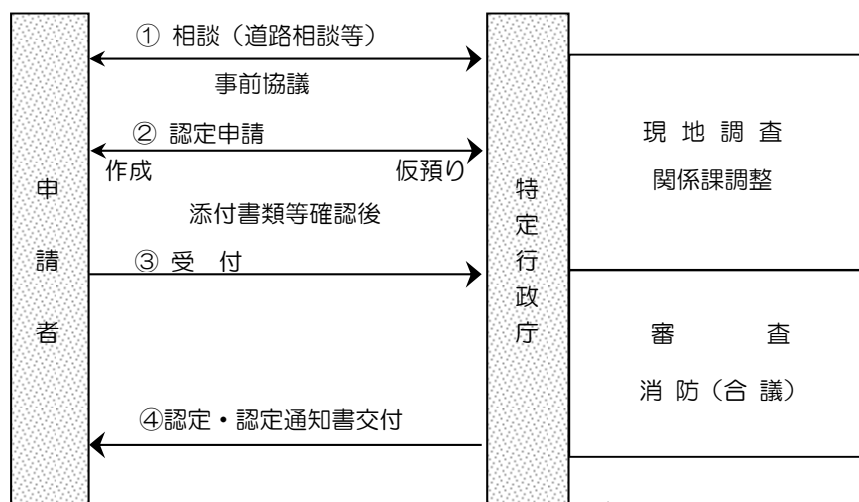 ① 相談（道路相談等）
事前協議
② 認定申請
作成
仮預り
添付書類等確認後
③ 受　付
④認定・認定通知書交付
申請者
特定行政庁
現 地 調 査
関係課調整
審　　　査
消 防（合 議）